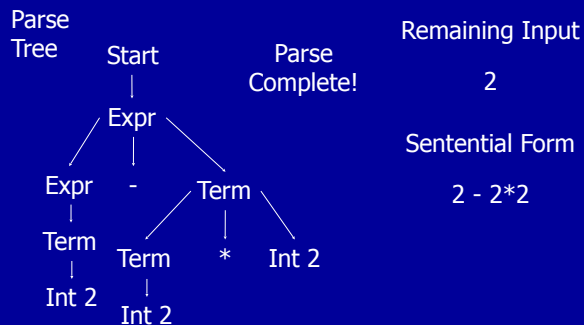 Parse
Tree
Start
Parse
Complete!
Remaining Input
2
Expr
Sentential Form
2 - 2*2
Expr
-
Term
Term
Term
*
Int 2
Int 2
Int 2